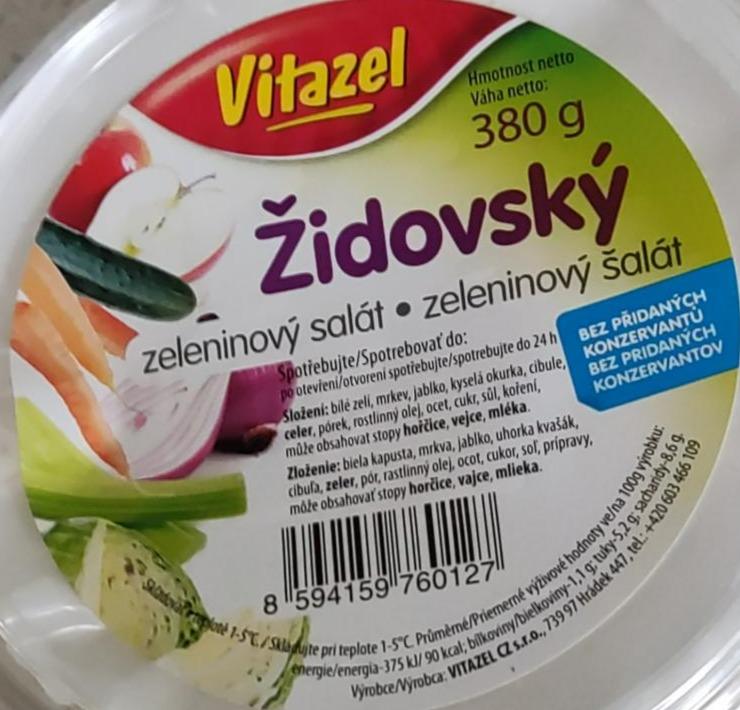 Vitazel
Hmotnost netto
Váha netto:
380 g
Židovský
zeleninový salát • zeleninový šalát
BEZ PŘIDANÝCH
KONZERVANTŮ
BEZ PRIDANÝCH
KONZERVANTOV
Spotřebujte/Spotrebovať do:
po otevření/otvorení spotřebujte/spotrebujte do 24 h
Složení: bílé zelí, mrkev, jablko, kyselá okurka, cibule,
celer, pórek, rostlinný olej, ocet, cukr, sůl, koření,
může obsahovat stopy hořčice, vejce, mléka.
Zloženie: biela kapusta, mrkva, jablko, uhorka kvašák,
cibuľa, zeler, pór, rastlinný olej, ocot, cukor, soľ, prípravy,
môže obsahovať stopy horčice, vajce, mlieka.
8 594159 760127
teplotě 1-5°C. / Skladujte pri teplote 1-5°C. Průměrné/Priemerné výživové hodnoty ve/na 100g výrobku:
energie/energia-375 kJ/ 90 kcal; bílkoviny/bielkoviny-1,1 g; tuky-5,2 g; sacharidy-8,6 g.
Výrobce/Výrobca: VITAZEL CZ s.r.o., 739 97 Hrádek 447, tel.: +420 603 466 109